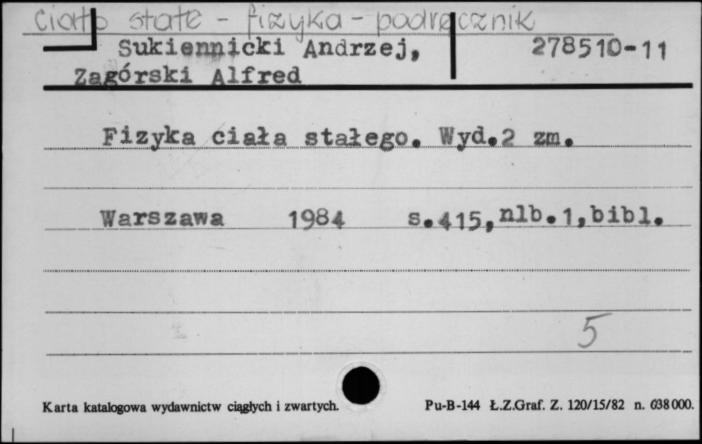 Ciało stałe - fizyka - podręcznik
Sukiennicki Andrzej, 278510-11
Zagórski Alfred
Fizyka ciała stałego. Wyd.2 zm.
Warszawa 1984 s.415, nlb.1, bibl.
5
Karta katalogowa wydawnictw ciągłych i zwartych. Pu-B-144 Ł.Z.Graf. Z. 120/15/82 n. 638000.